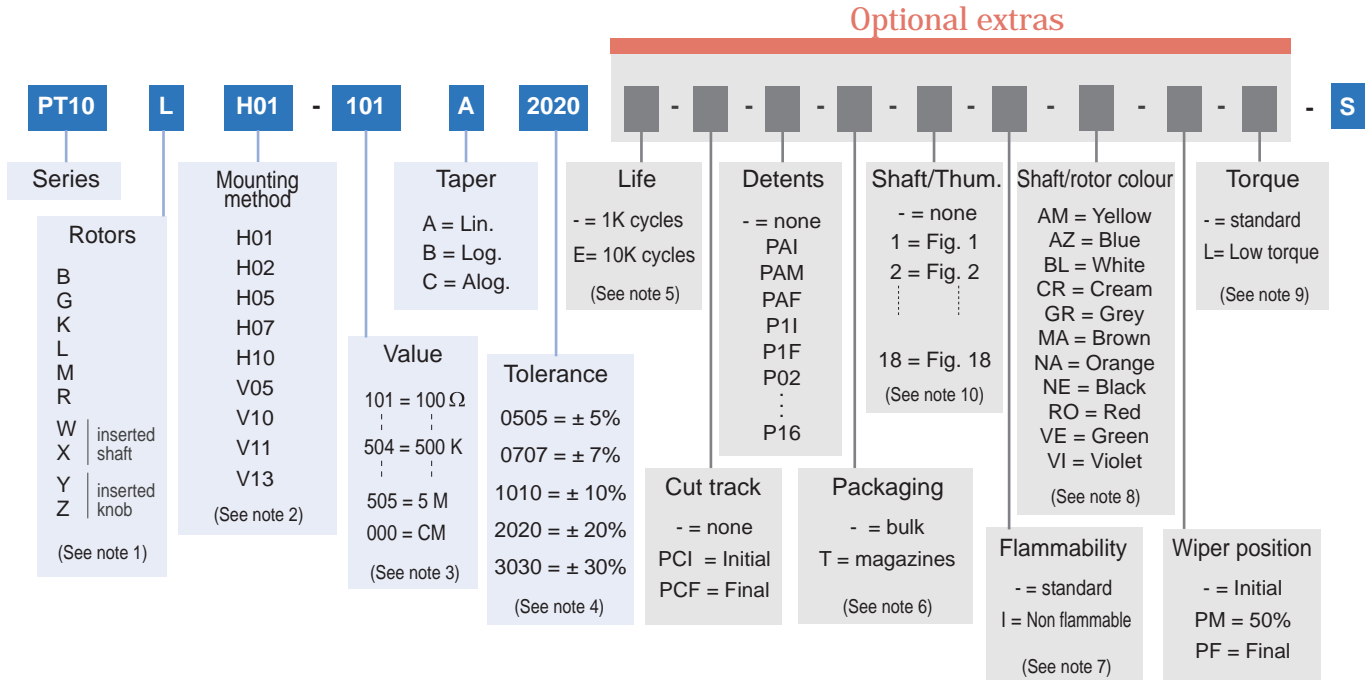 Optional extras
PT10 L H01 - 101 A 2020 - - - - - - - - - S
Series
Rotors
B
G
K
L
M
R
W
X
inserted
shaft
Y
Z
inserted
knob
(See note 1)
Mounting
method
H01
H02
H05
H07
H10
V05
V10
V11
V13
(See note 2)
Value
101 = 100 Ω
504 = 500 K
505 = 5 M
000 = CM
(See note 3)
Taper
A = Lin.
B = Log.
C = Alog.
Tolerance
0505 = ± 5%
0707 = ± 7%
1010 = ± 10%
2020 = ± 20%
3030 = ± 30%
(See note 4)
Life
- = 1K cycles
E= 10K cycles
(See note 5)
Cut track
- = none
PCI = Initial
PCF = Final
Detents
- = none
PAI
PAM
PAF
P1I
P1F
P02
:
:
P16
Packaging
- = bulk
T = magazines
(See note 6)
Shaft/Thum.
- = none
1 = Fig. 1
2 = Fig. 2
18 = Fig. 18
(See note 10)
Flammability
- = standard
I = Non flammable
(See note 7)
Shaft/rotor colour
AM = Yellow
AZ = Blue
BL = White
CR = Cream
GR = Grey
MA = Brown
NA = Orange
NE = Black
RO = Red
VE = Green
VI = Violet
(See note 8)
Wiper position
- = Initial
PM = 50%
PF = Final
Torque
- = standard
L= Low torque
(See note 9)